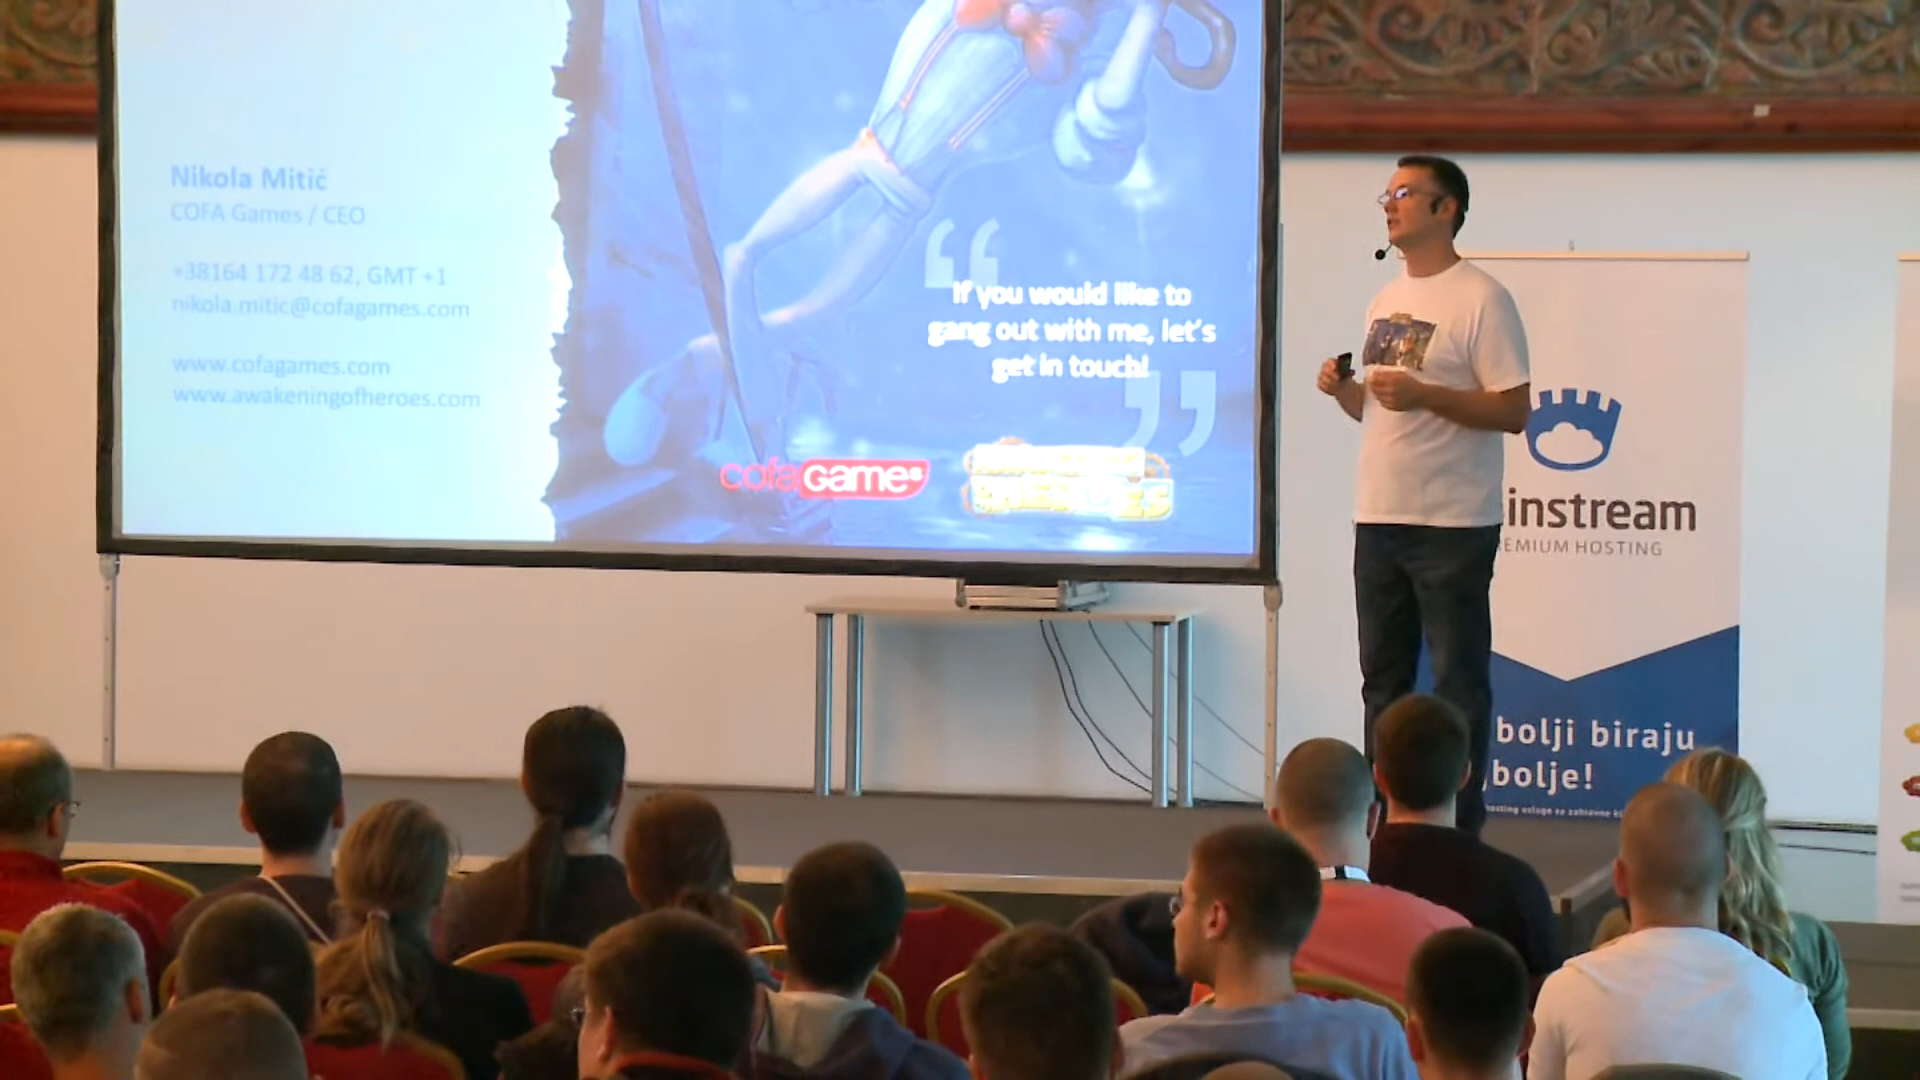 Nikola Mitić
COFA Games / CEO
+38164 172 48 62, GMT +1
nikola.mitic@cofagames.com
www.cofagames.com
www.awakeningofheroes.com
“
If you would like to
gang out with me, let's
get in touch!
”
cofagames
HEROES
instream
EMIUM HOSTING
bolji biraju
bolje!